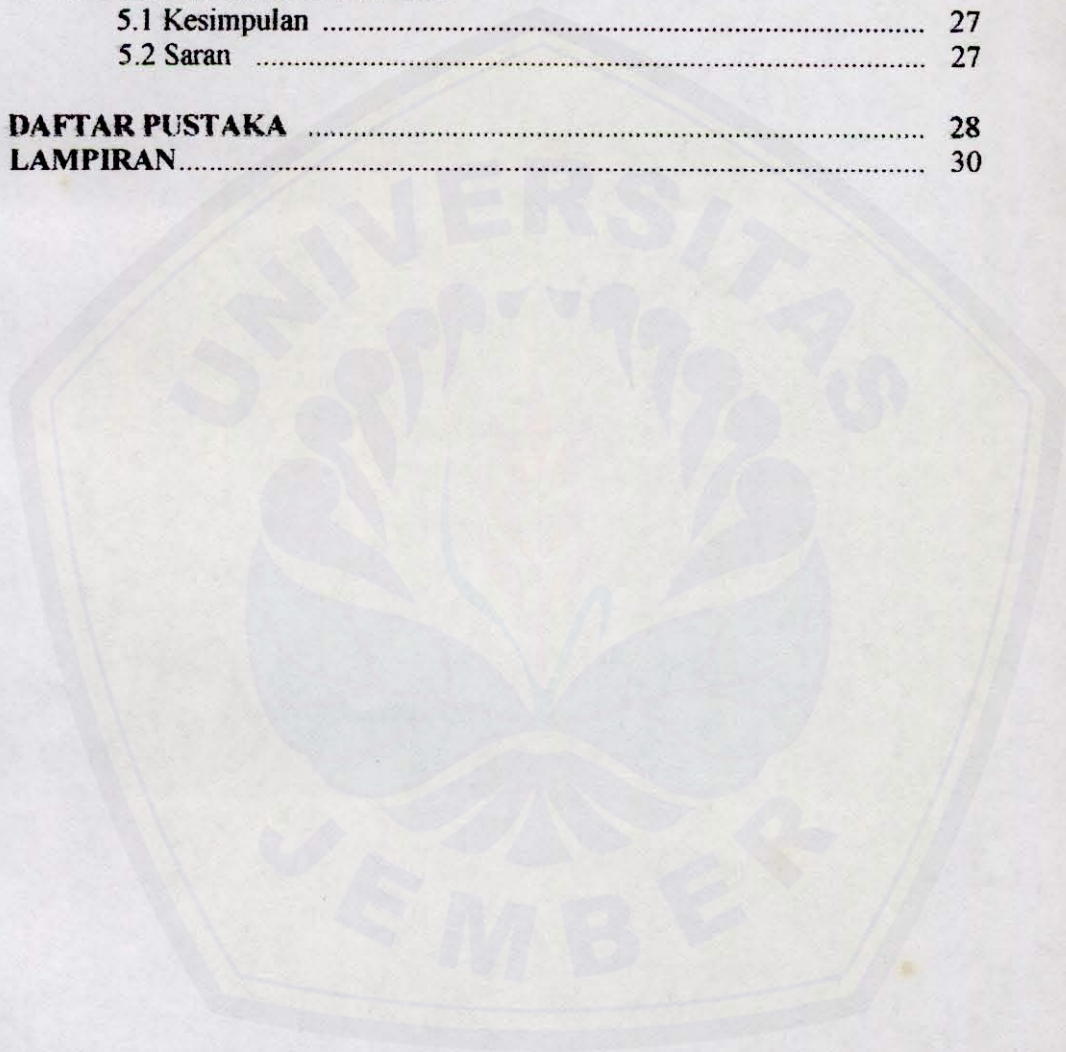 5.1 Kesimpulan ........................................ 27
5.2 Saran ........................................ 27
DAFTAR PUSTAKA ........................................ 28
LAMPIRAN ........................................ 30
UNIVERSITAS
JEMBER